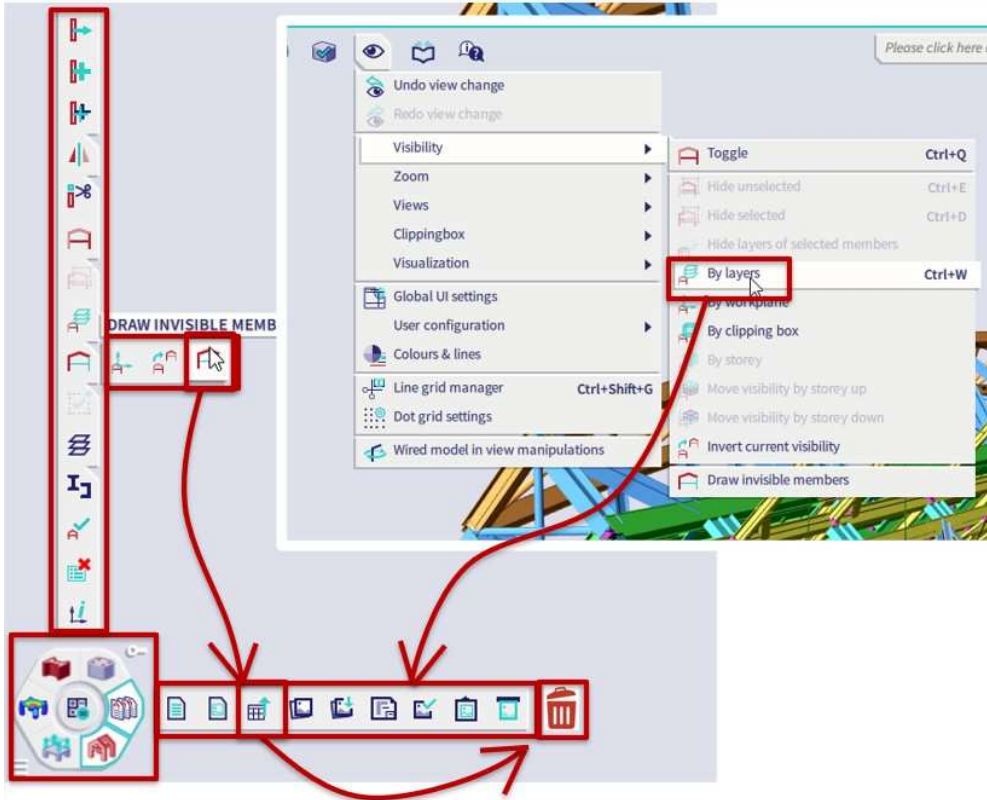 Please click here
Undo view change
Redo view change
Visibility
Zoom
Views
Clippingbox
Visualization
Global UI settings
User configuration
Colours & lines
Line grid manager Ctrl+Shift+G
Dot grid settings
Wired model in view manipulations
Toggle Ctrl+Q
Hide unselected Ctrl+E
Hide selected Ctrl+D
Hide layers of selected members
By layers Ctrl+W
By workplane
By clipping box
By storey
Move visibility by storey up
Move visibility by storey down
Invert current visibility
Draw invisible members
DRAW INVISIBLE MEMB